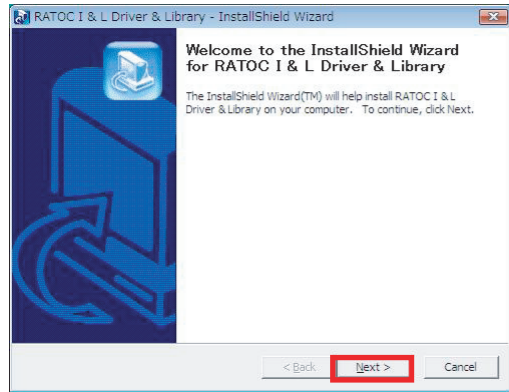 RATOC I & L Driver & Library - InstallShield Wizard
Welcome to the InstallShield Wizard
for RATOC I & L Driver & Library
The InstallShield Wizard(TM) will help install RATOC I & L
Driver & Library on your computer. To continue, click Next.
< Back Next > Cancel